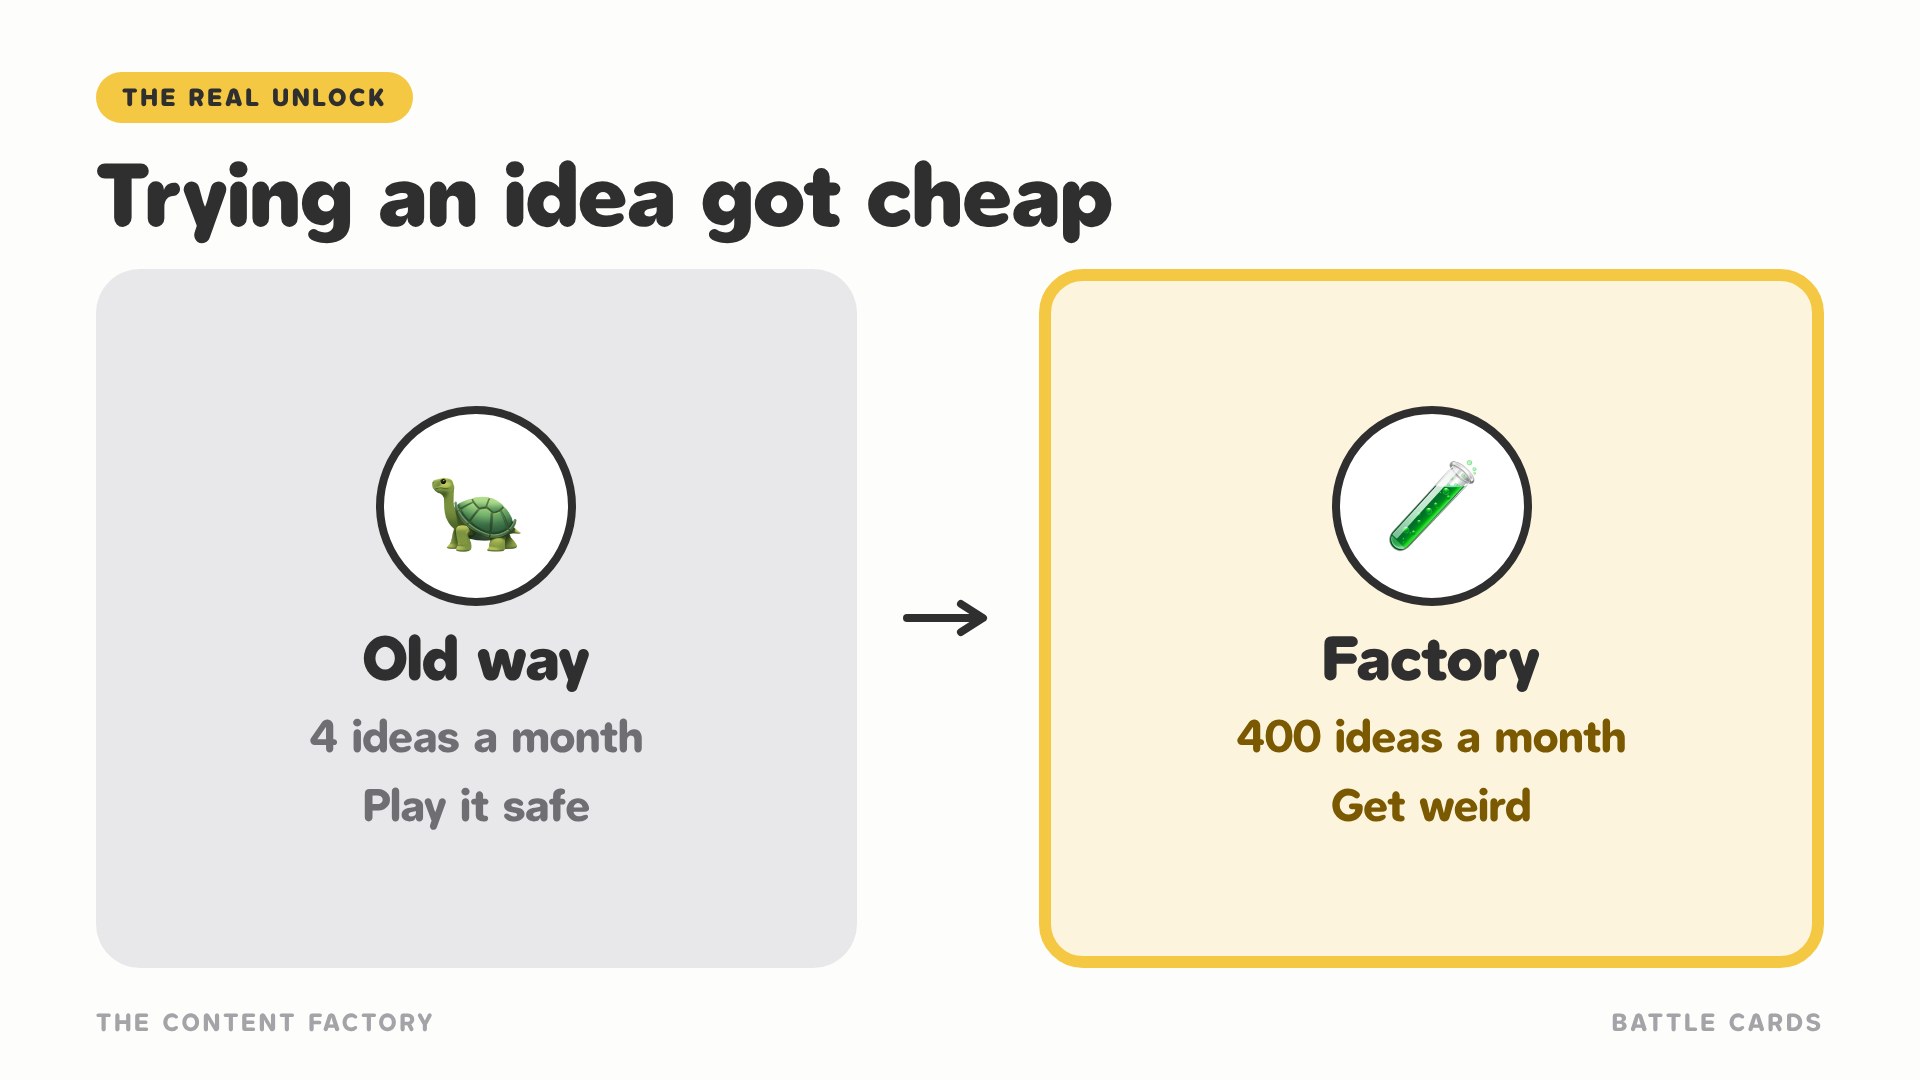 THE REAL UNLOCK
Trying an idea got cheap
Old way
4 ideas a month
Play it safe
Factory
400 ideas a month
Get weird
THE CONTENT FACTORY
BATTLE CARDS